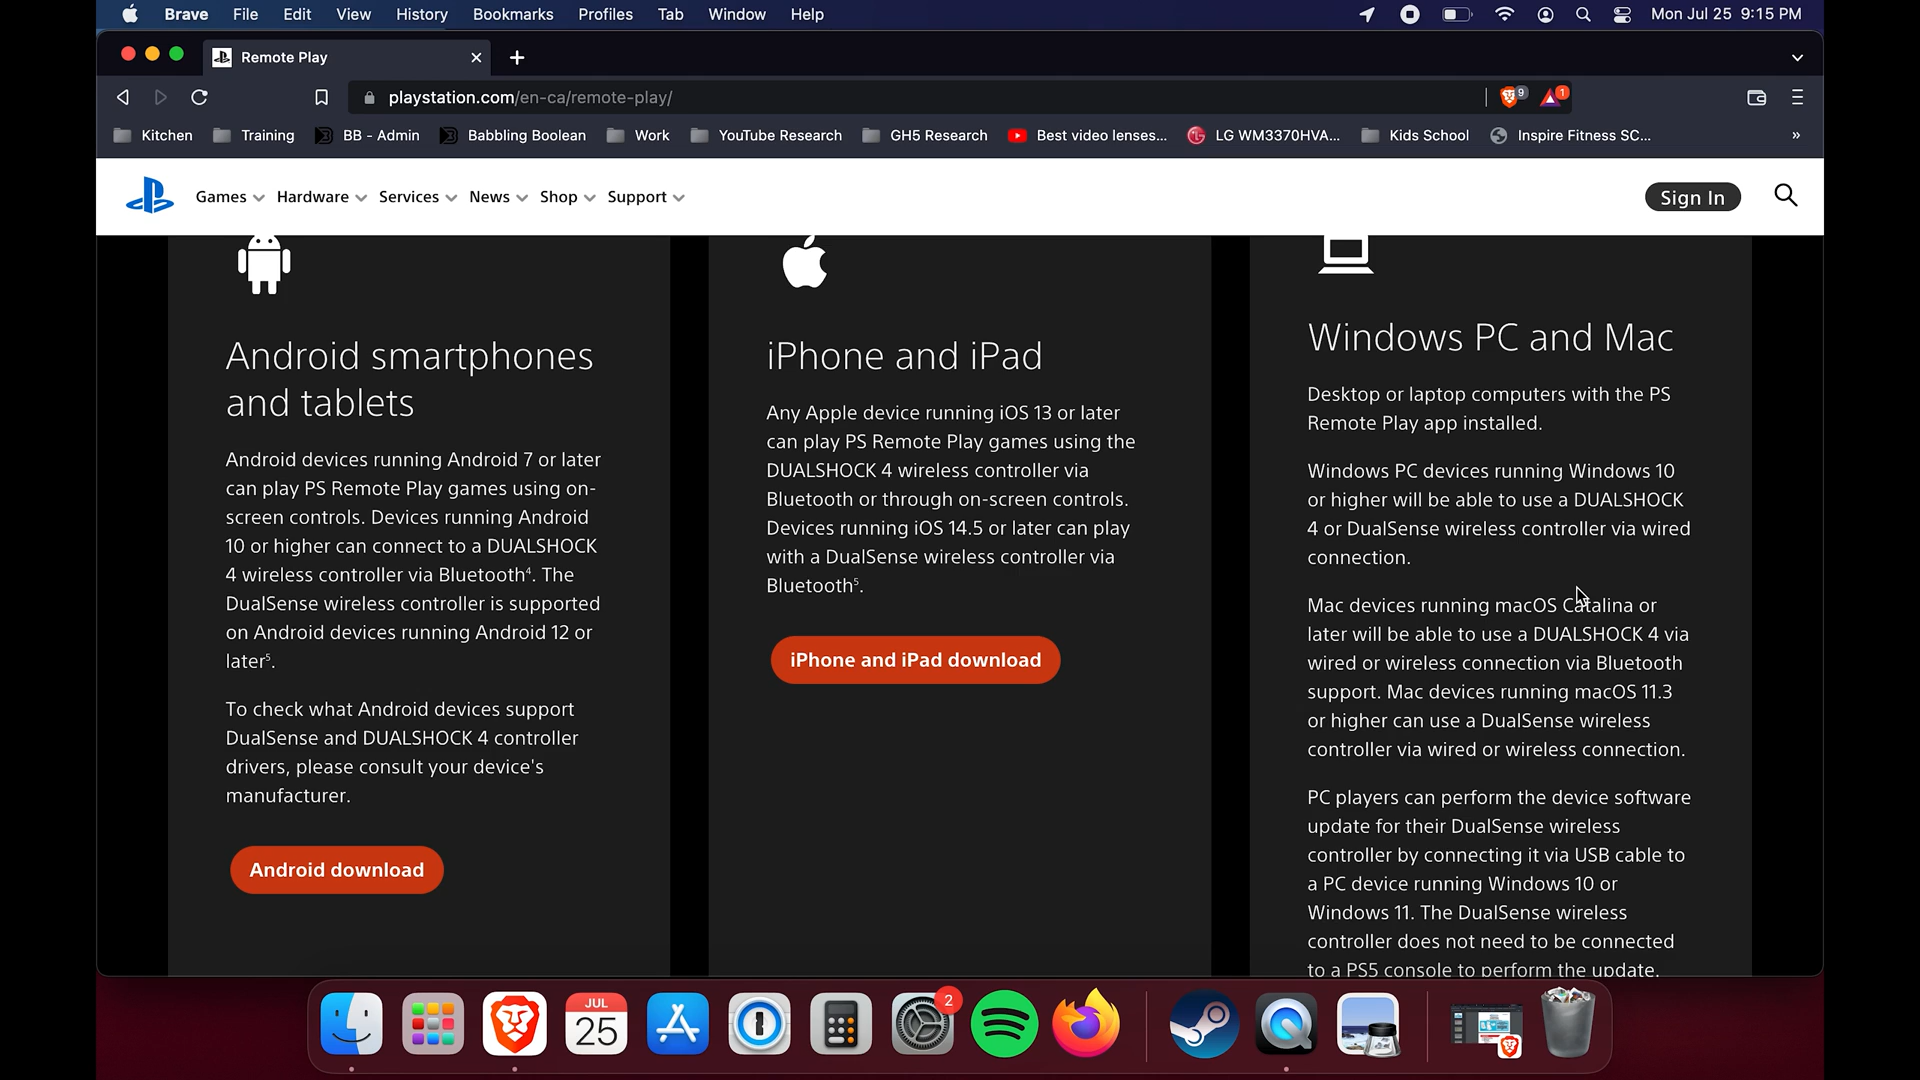 Brave File Edit View History Bookmarks Profiles Tab Window Help Mon Jul 25 9:15 PM
Remote Play
playstation.com/en-ca/remote-play/ 9 1
Kitchen Training BB - Admin Babbling Boolean Work YouTube Research GH5 Research Best video lenses... LG WM3370HVA... Kids School Inspire Fitness SC... »
Games Hardware Services News Shop Support Sign In
Android smartphones
and tablets
Android devices running Android 7 or later
can play PS Remote Play games using on-
screen controls. Devices running Android
10 or higher can connect to a DUALSHOCK
4 wireless controller via Bluetooth⁴. The
DualSense wireless controller is supported
on Android devices running Android 12 or
later⁵.
To check what Android devices support
DualSense and DUALSHOCK 4 controller
drivers, please consult your device's
manufacturer.
Android download
iPhone and iPad
Any Apple device running iOS 13 or later
can play PS Remote Play games using the
DUALSHOCK 4 wireless controller via
Bluetooth or through on-screen controls.
Devices running iOS 14.5 or later can play
with a DualSense wireless controller via
Bluetooth⁵.
iPhone and iPad download
Windows PC and Mac
Desktop or laptop computers with the PS
Remote Play app installed.
Windows PC devices running Windows 10
or higher will be able to use a DUALSHOCK
4 or DualSense wireless controller via wired
connection.
Mac devices running macOS Catalina or
later will be able to use a DUALSHOCK 4 via
wired or wireless connection via Bluetooth
support. Mac devices running macOS 11.3
or higher can use a DualSense wireless
controller via wired or wireless connection.
PC players can perform the device software
update for their DualSense wireless
controller by connecting it via USB cable to
a PC device running Windows 10 or
Windows 11. The DualSense wireless
controller does not need to be connected
to a PS5 console to perform the update.
JUL
25
2